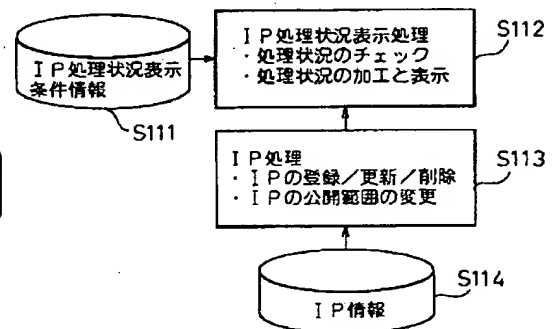 ＩＰ処理状況表示
条件情報
S111
ＩＰ処理状況表示処理
・処理状況のチェック
・処理状況の加工と表示
S112
ＩＰ処理
・ＩＰの登録／更新／削除
・ＩＰの公開範囲の変更
S113
ＩＰ情報
S114